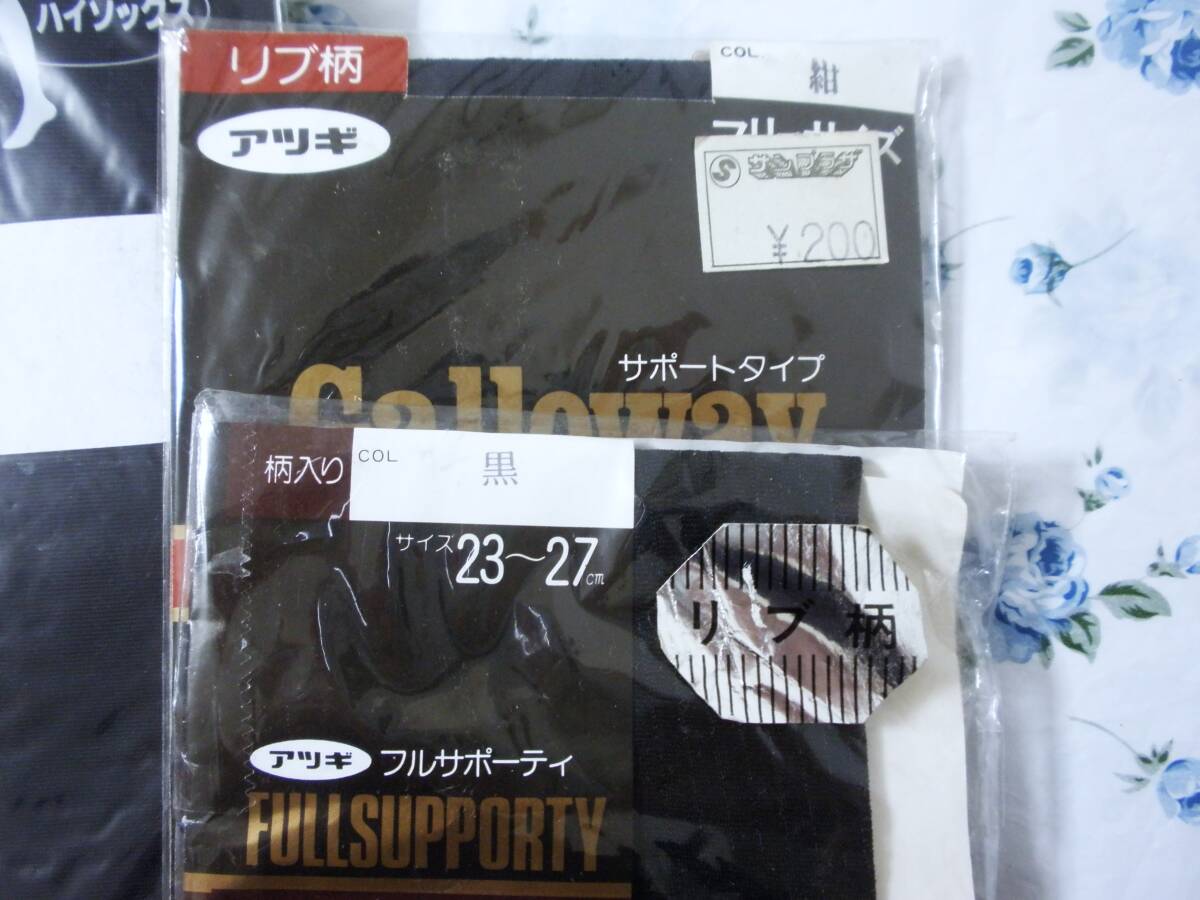 ハイソックス
リブ柄
COL.
紺
アツギ
フリーサイズ
S サンプラザ
¥200
サポートタイプ
Galloway
柄入り
COL
黒
サイズ23〜27cm
リブ柄
アツギ フルサポーティ
FULLSUPPORTY